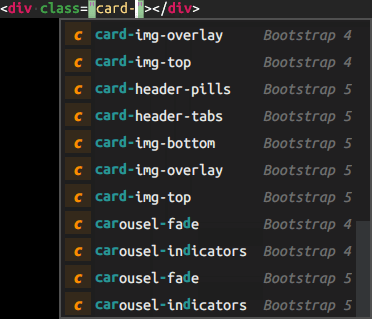 <div class="card-"></div>
c card-img-overlay Bootstrap 4
c card-img-top Bootstrap 4
c card-header-pills Bootstrap 5
c card-header-tabs Bootstrap 5
c card-img-bottom Bootstrap 5
c card-img-overlay Bootstrap 5
c card-img-top Bootstrap 5
c carousel-fade Bootstrap 4
c carousel-indicators Bootstrap 4
c carousel-fade Bootstrap 5
c carousel-indicators Bootstrap 5